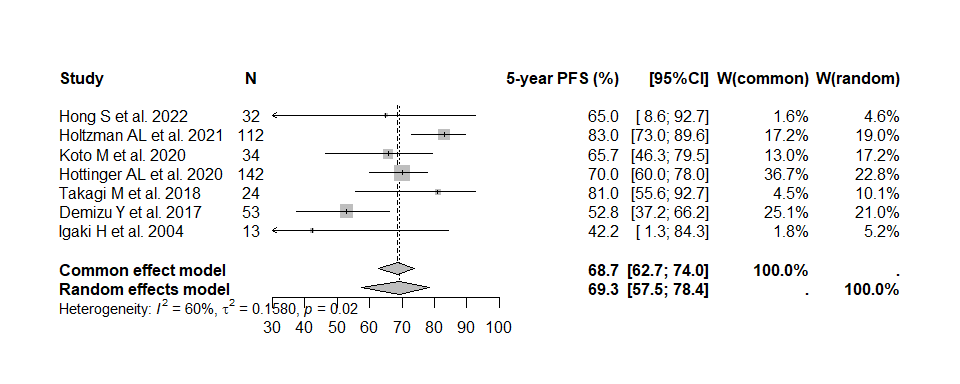 Study N 5-year PFS (%) [95%CI] W(common) W(random)
Hong S et al. 2022 32 65.0 [ 8.6; 92.7] 1.6% 4.6%
Holtzman AL et al. 2021 112 83.0 [73.0; 89.6] 17.2% 19.0%
Koto M et al. 2020 34 65.7 [46.3; 79.5] 13.0% 17.2%
Hottinger AL et al. 2020 142 70.0 [60.0; 78.0] 36.7% 22.8%
Takagi M et al. 2018 24 81.0 [55.6; 92.7] 4.5% 10.1%
Demizu Y et al. 2017 53 52.8 [37.2; 66.2] 25.1% 21.0%
Igaki H et al. 2004 13 42.2 [ 1.3; 84.3] 1.8% 5.2%
Common effect model 68.7 [62.7; 74.0] 100.0% .
Random effects model 69.3 [57.5; 78.4] . 100.0%
Heterogeneity: I² = 60%, τ² = 0.1580, p = 0.02
30 40 50 60 70 80 90 100